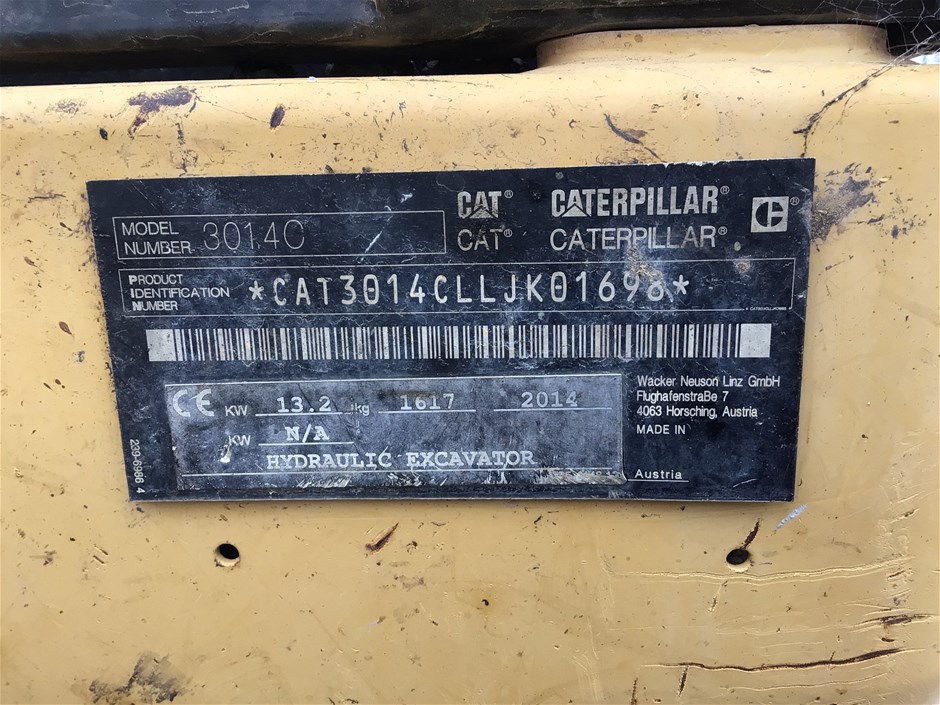 CAT® CATERPILLAR®
CAT® CATERPILLAR®
MODEL NUMBER 301.4C
PRODUCT IDENTIFICATION NUMBER *CAT3014CLLJK01698*
CE KW 13.2 kg 1617 2014
KW N/A
HYDRAULIC EXCAVATOR
Wacker Neuson Linz GmbH
Flughafenstraße 7
4063 Horsching, Austria
MADE IN
Austria
239-6986 4